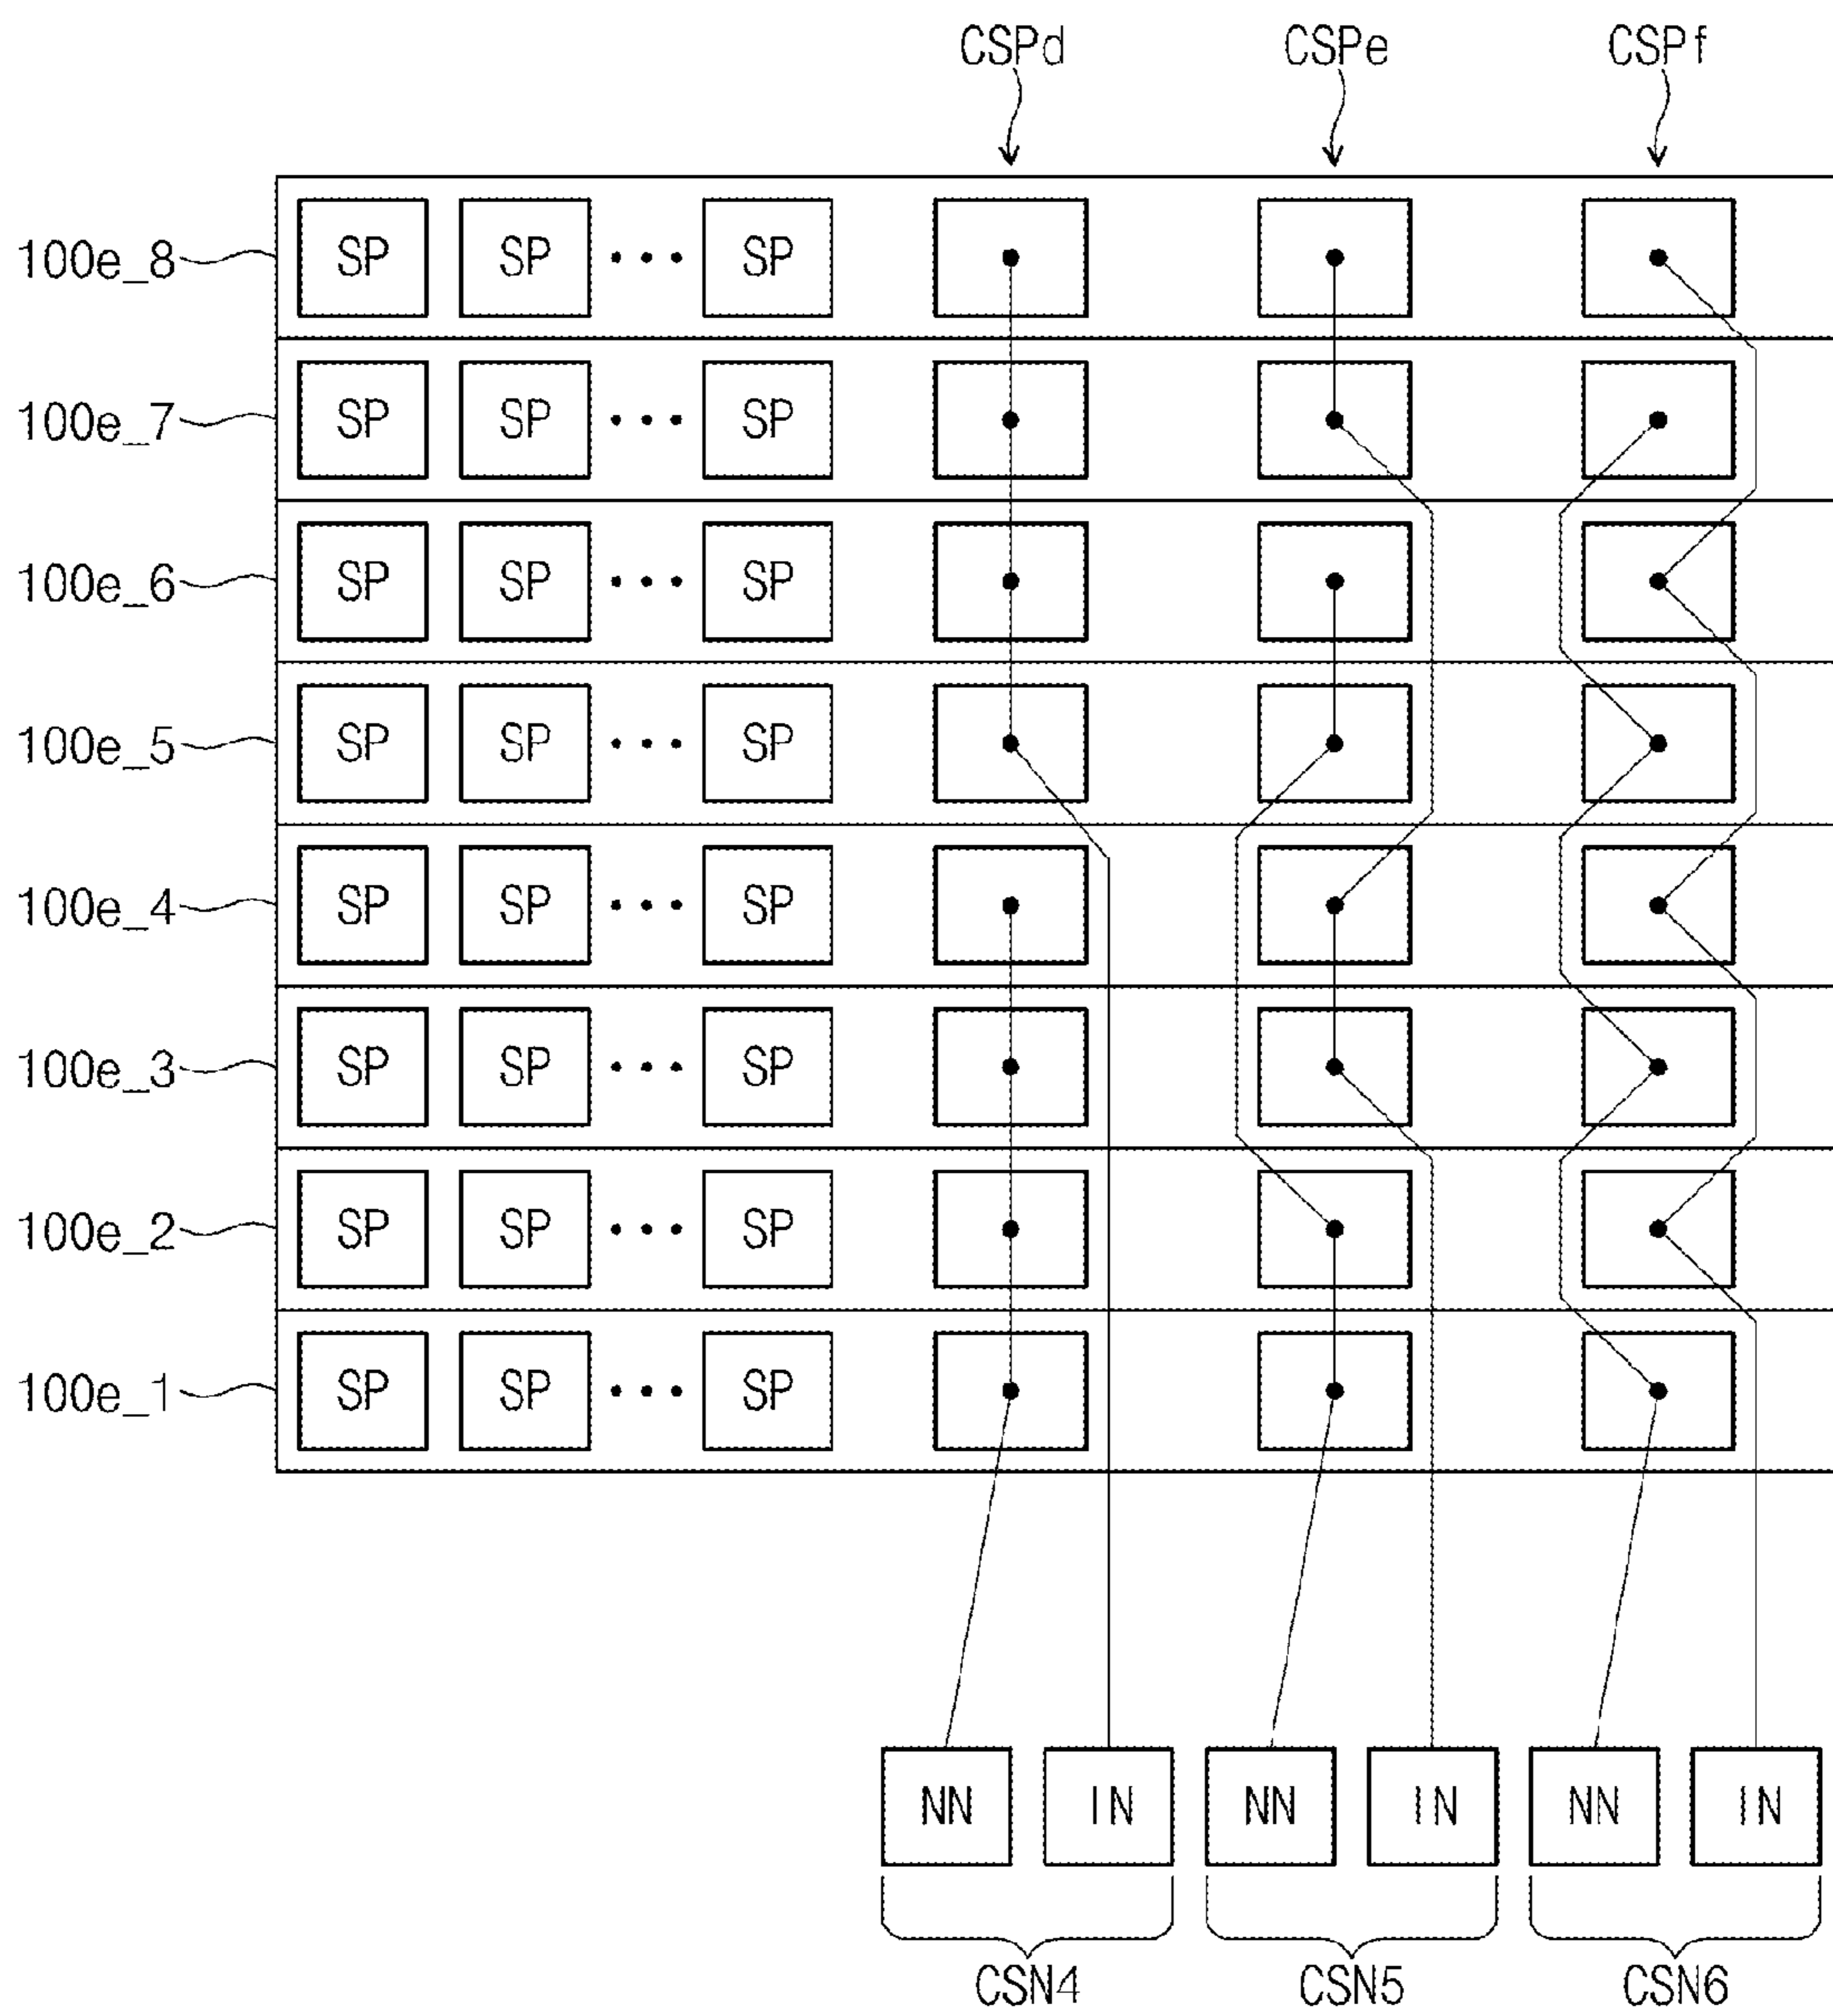 CSPd CSPe CSPf
100e_8 SP SP ••• SP
100e_7 SP SP ••• SP
100e_6 SP SP ••• SP
100e_5 SP SP ••• SP
100e_4 SP SP ••• SP
100e_3 SP SP ••• SP
100e_2 SP SP ••• SP
100e_1 SP SP ••• SP
NN IN NN IN NN IN
CSN4 CSN5 CSN6